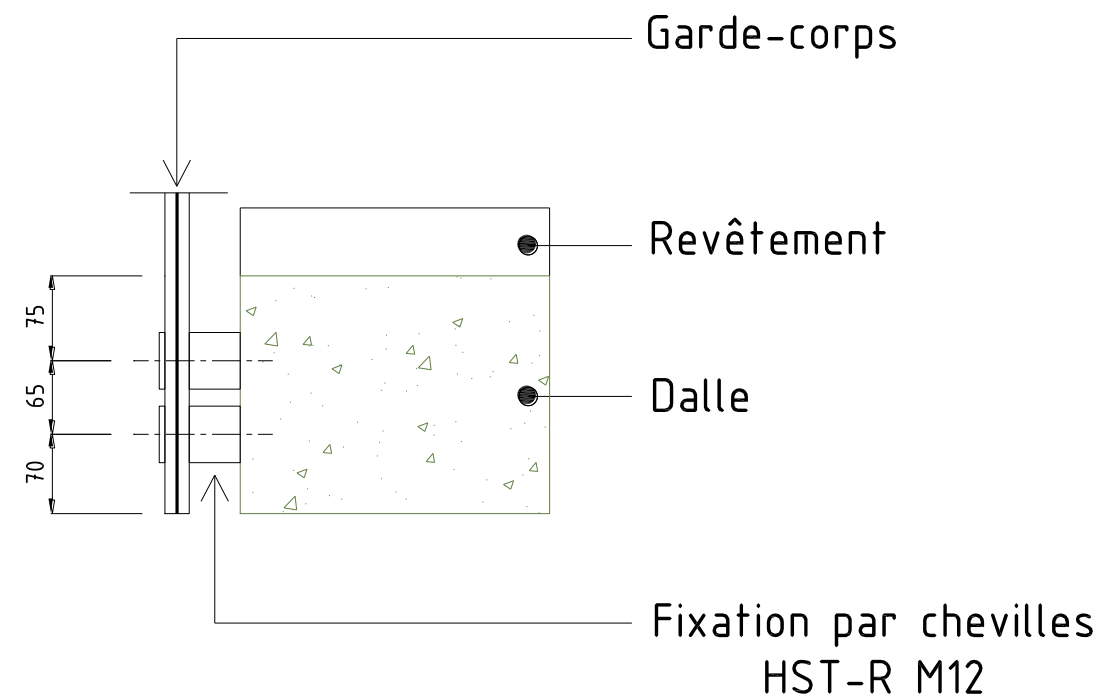 Garde-corps
Revêtement
75
65
Dalle
70
Fixation par chevilles
HST-R M12